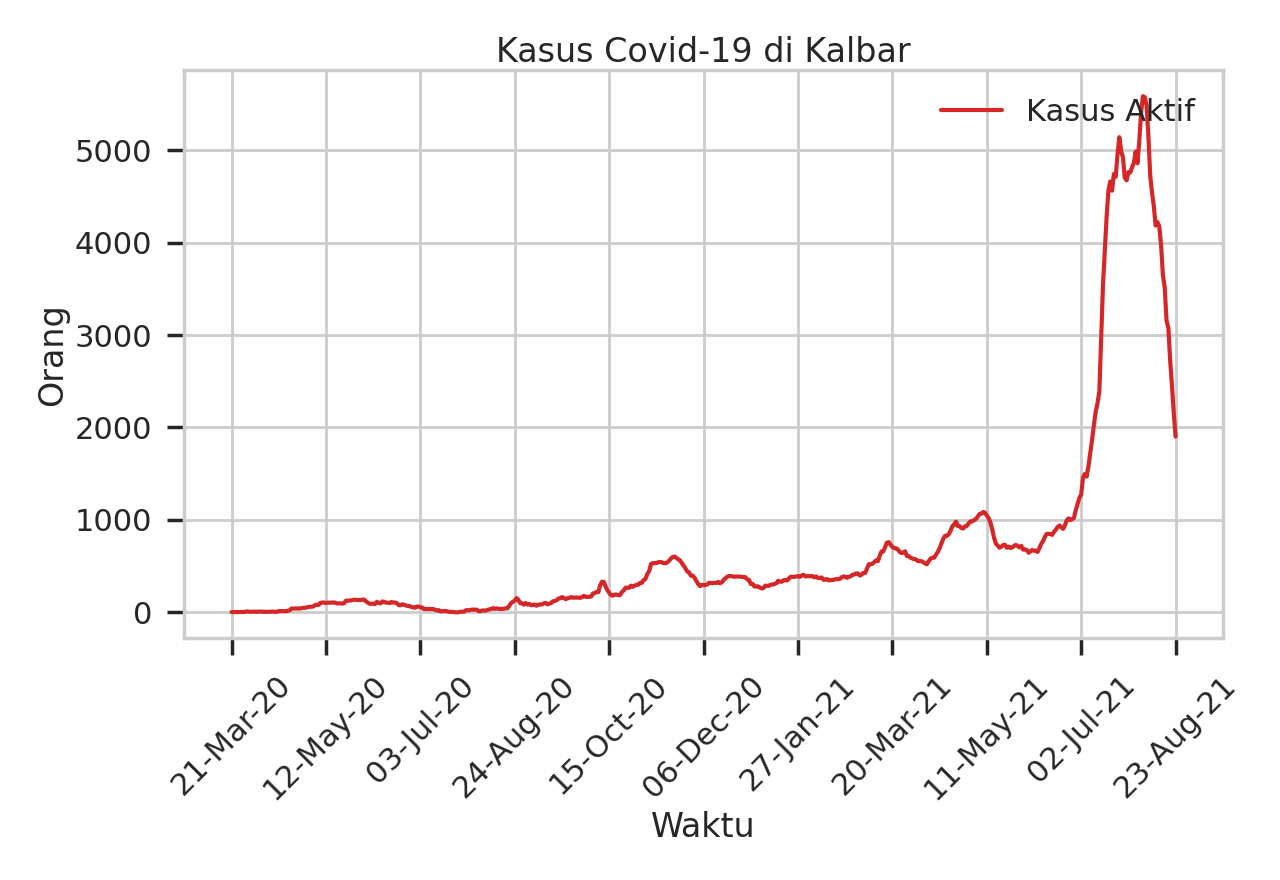 Kasus Covid-19 di Kalbar
Kasus Aktif
Orang
5000
4000
3000
2000
1000
0
21-Mar-20
12-May-20
03-Jul-20
24-Aug-20
15-Oct-20
06-Dec-20
27-Jan-21
20-Mar-21
11-May-21
02-Jul-21
23-Aug-21
Waktu